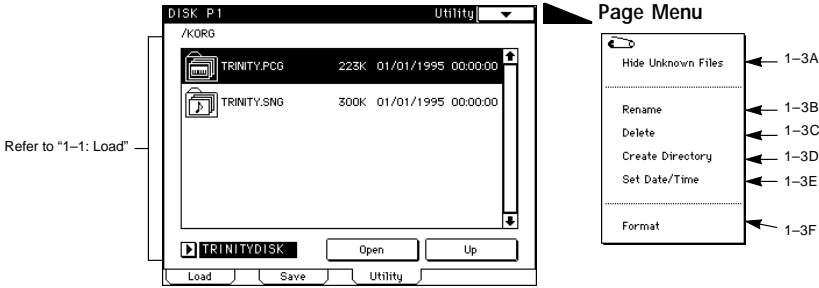 DISK P1 Utility
/KORG
TRINITY.PCG 223K 01/01/1995 00:00:00
TRINITY.SNG 300K 01/01/1995 00:00:00
Refer to “1–1: Load”
TRINITYDISK Open Up
Load Save Utility
Page Menu
Hide Unknown Files 1–3A
Rename 1–3B
Delete 1–3C
Create Directory 1–3D
Set Date/Time 1–3E
Format 1–3F